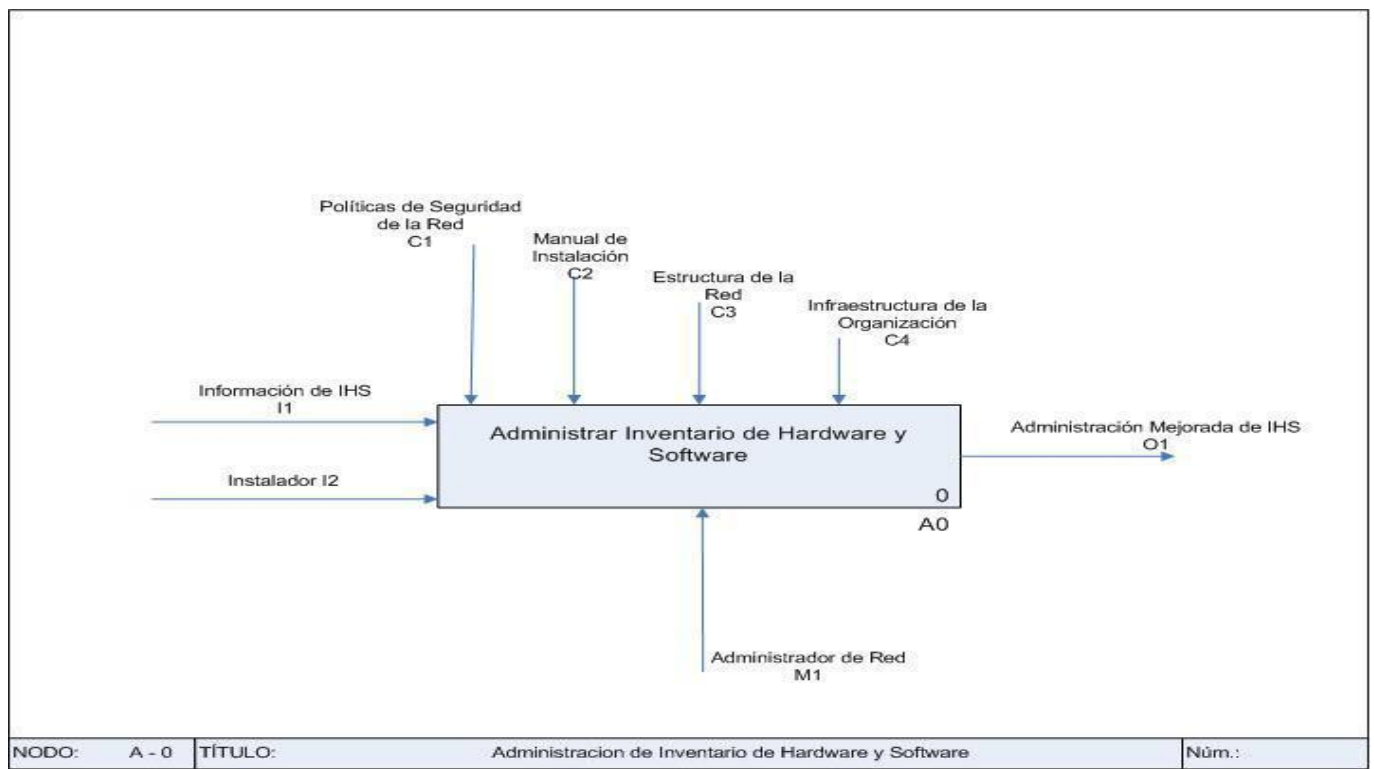 Políticas de Seguridad
de la Red
C1
Manual de
Instalación
C2
Estructura de la
Red
C3
Infraestructura de la
Organización
C4
Información de IHS
I1
Instalador I2
Administrar Inventario de Hardware y
Software
0
A0
Administración Mejorada de IHS
O1
Administrador de Red
M1
NODO: A - 0 TÍTULO: Administracion de Inventario de Hardware y Software Núm.: